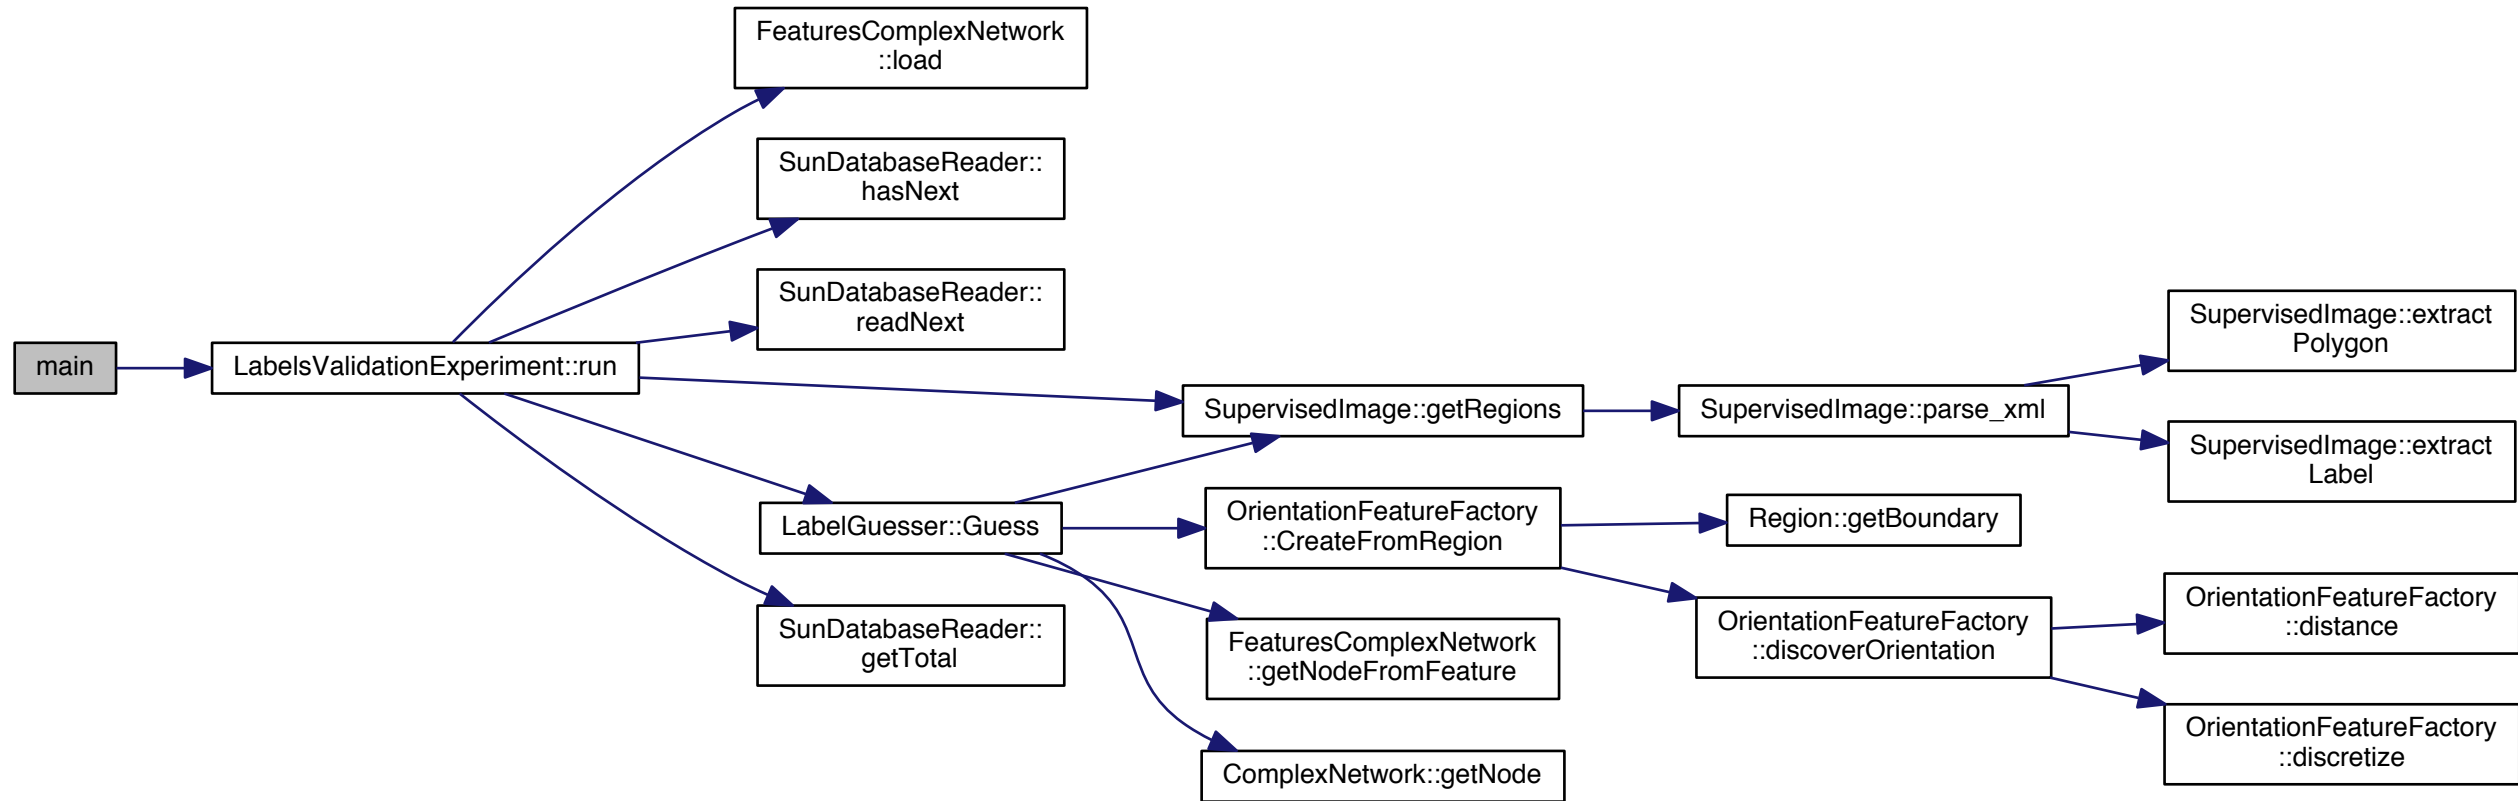 main
LabelsValidationExperiment::run
FeaturesComplexNetwork
::load
SunDatabaseReader::
hasNext
SunDatabaseReader::
readNext
LabelGuesser::Guess
SunDatabaseReader::
getTotal
SupervisedImage::getRegions
OrientationFeatureFactory
::CreateFromRegion
FeaturesComplexNetwork
::getNodeFromFeature
ComplexNetwork::getNode
SupervisedImage::parse_xml
Region::getBoundary
OrientationFeatureFactory
::discoverOrientation
SupervisedImage::extract
Polygon
SupervisedImage::extract
Label
OrientationFeatureFactory
::distance
OrientationFeatureFactory
::discretize